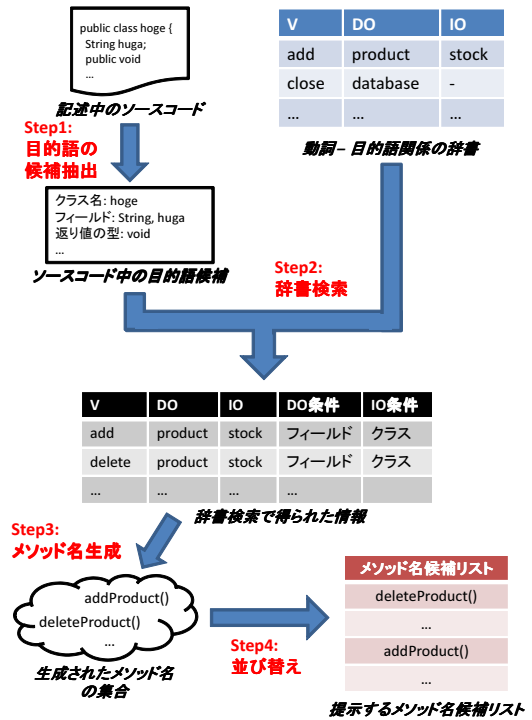 public class hoge {
String huga;
public void
…
記述中のソースコード
V DO IO
add product stock
close database -
… … …
動詞 – 目的語関係の辞書
Step1:
目的語の
候補抽出
クラス名: hoge
フィールド: String, huga
返り値の型: void
…
ソースコード中の目的語候補
Step2:
辞書検索
V DO IO DO条件 IO条件
add product stock フィールド クラス
delete product stock フィールド クラス
… … … …
辞書検索で得られた情報
Step3:
メソッド名生成
addProduct()
deleteProduct()
…
生成されたメソッド名
の集合
Step4:
並び替え
メソッド名候補リスト
deleteProduct()
…
addProduct()
…
提示するメソッド名候補リスト